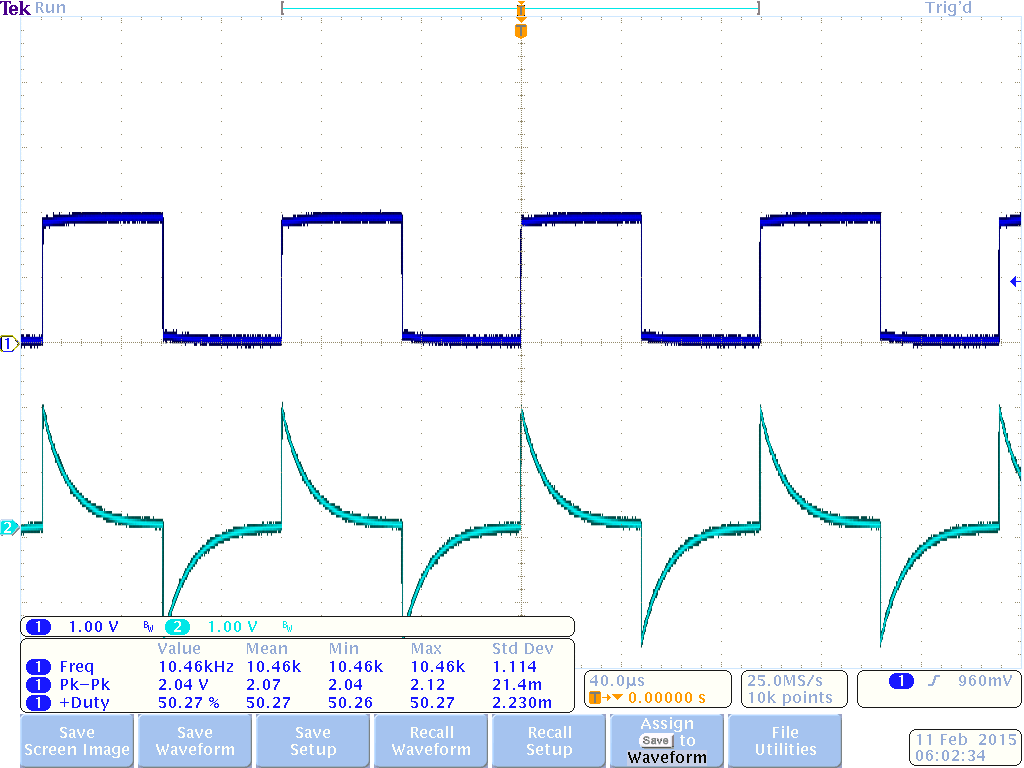 Tek Run Trig'd
T
T
1
2
1 1.00 V BW 2 1.00 V BW
Value Mean Min Max Std Dev
1 Freq 10.46kHz 10.46k 10.46k 10.46k 1.114
1 Pk–Pk 2.04 V 2.07 2.04 2.12 21.4m
1 +Duty 50.27 % 50.27 50.26 50.27 2.230m
40.0µs
T→▼ 0.00000 s
25.0MS/s
10k points
1 960mV
Save
Screen Image
Save
Waveform
Save
Setup
Recall
Waveform
Recall
Setup
Assign
Save to
Waveform
File
Utilities
11 Feb 2015
06:02:34